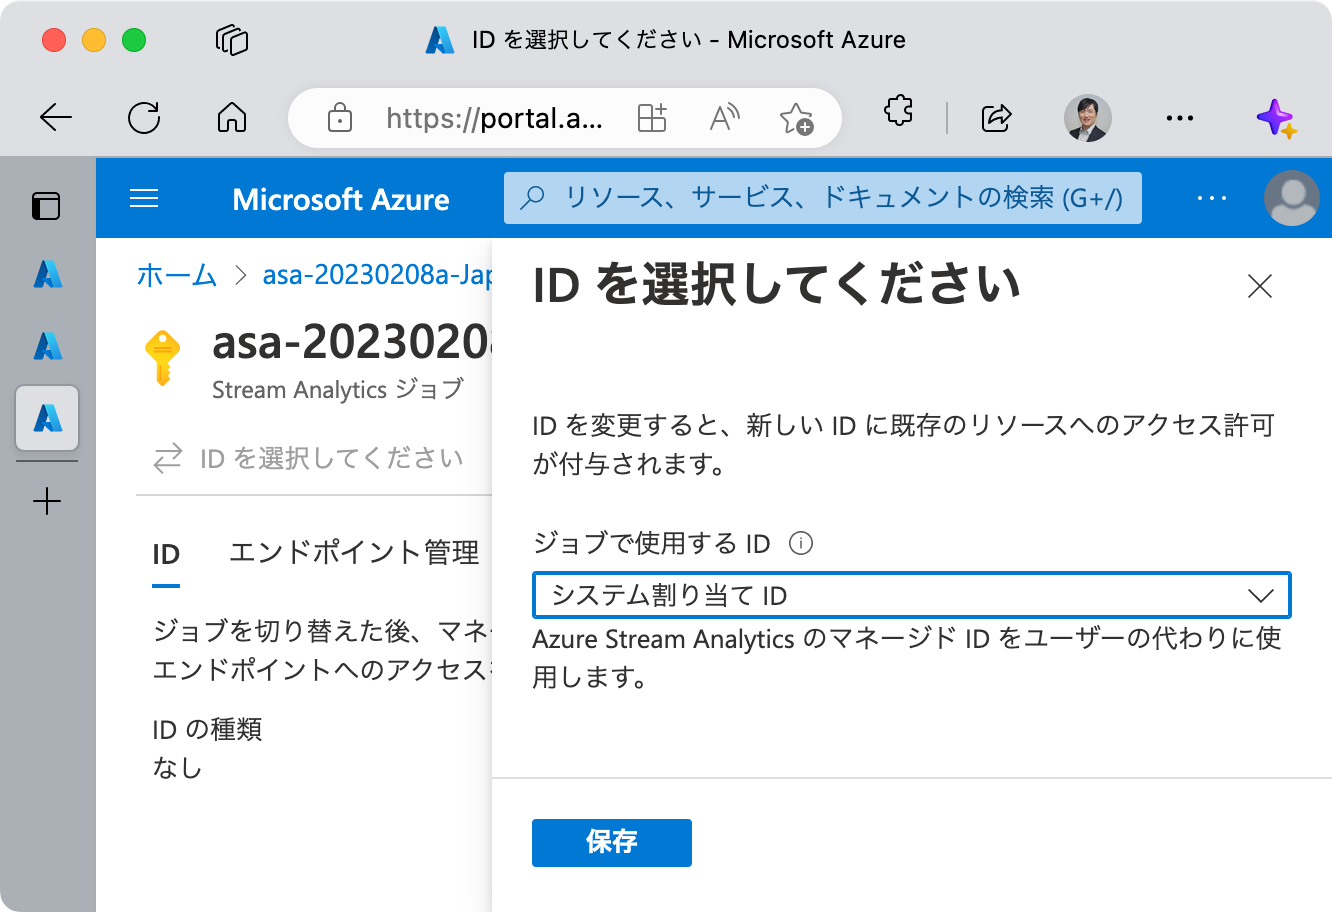 ID を選択してください - Microsoft Azure
https://portal.a...
Microsoft Azure
リソース、サービス、ドキュメントの検索 (G+/)
ホーム > asa-20230208a-Jap
asa-2023020
Stream Analytics ジョブ
ID を選択してください
ID エンドポイント管理
ジョブを切り替えた後、マネ
エンドポイントへのアクセス
ID の種類
なし
ID を選択してください
ID を変更すると、新しい ID に既存のリソースへのアクセス許可
が付与されます。
ジョブで使用する ID
システム割り当て ID
Azure Stream Analytics のマネージド ID をユーザーの代わりに使
用します。
保存